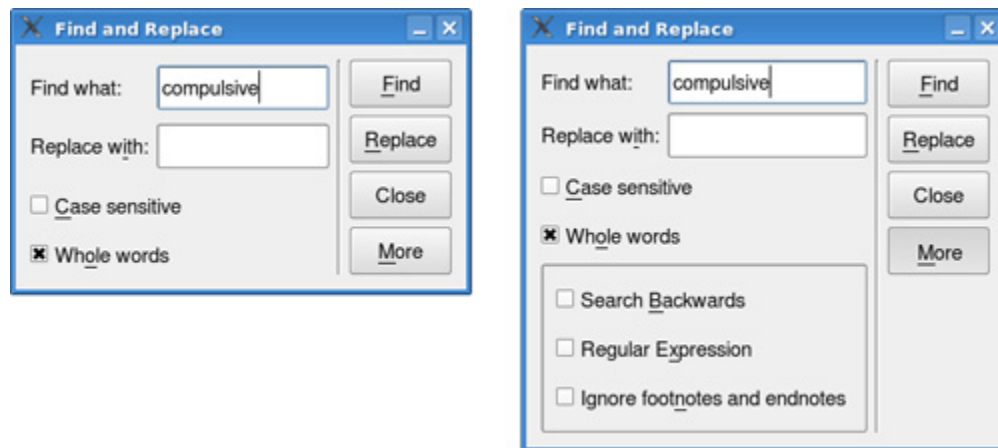 Find and Replace
Find what: compulsive
Find
Replace with:
Replace
Case sensitive
Close
Whole words
More
Find and Replace
Find what: compulsive
Find
Replace with:
Replace
Case sensitive
Close
Whole words
More
Search Backwards
Regular Expression
Ignore footnotes and endnotes